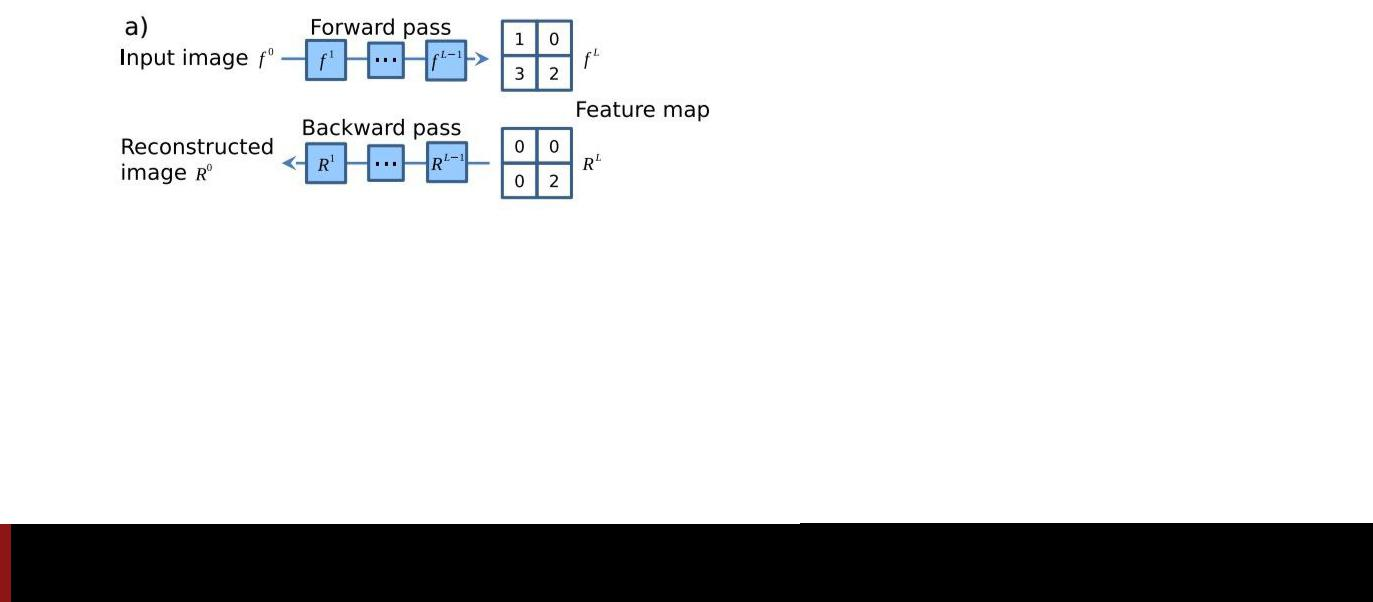 a)
Forward pass
Input image f⁰ f¹ ... f^{L−1} f^L
1 0
3 2
Feature map
Backward pass
Reconstructed
image R⁰ R¹ ... R^{L−1} R^L
0 0
0 2